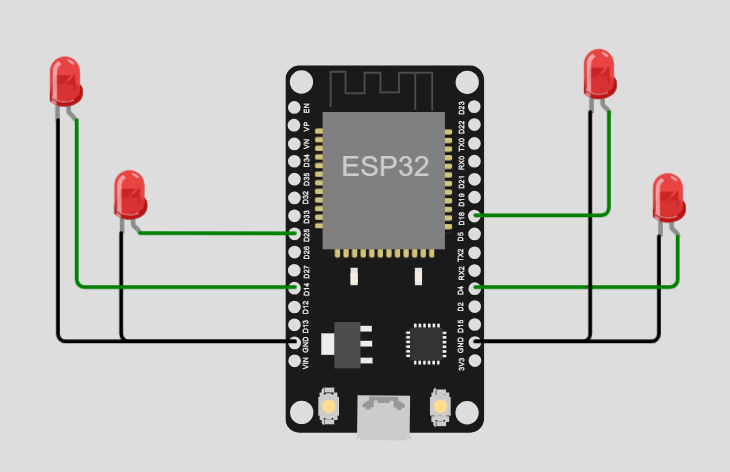 ESP32
EN
VP
VN
D34
D35
D32
D33
D25
D26
D27
D14
D12
D13
GND
VIN
D23
D22
TX0
RX0
D21
D19
D18
D5
TX2
RX2
D4
D2
D15
GND
3V3